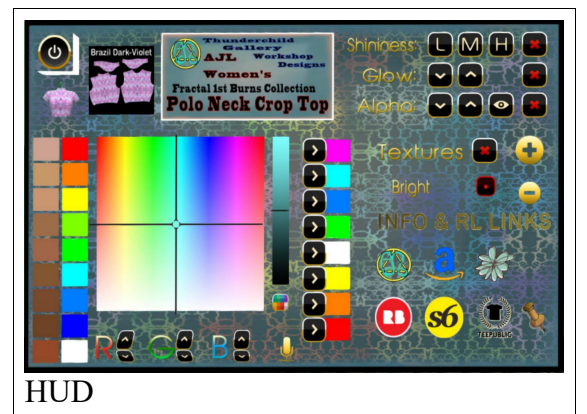 Brazil Dark-Violet
Thunderchild
Gallery
AJL Workshop
Designs
Women's
Fractal 1st Burns Collection
Polo Neck Crop Top
Shininess: L M H
Glow:
Alpha:
Textures
Bright
INFO & RL LINKS
a
RB
s6
TEEPUBLIC
R G B
HUD